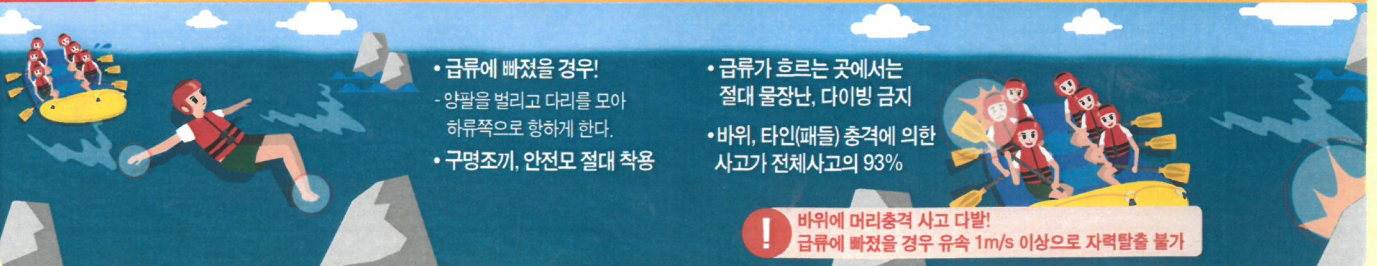 • 급류에 빠졌을 경우!
- 양팔을 벌리고 다리를 모아
하류쪽으로 향하게 한다.
• 구명조끼, 안전모 절대 착용
• 급류가 흐르는 곳에서는
절대 물장난, 다이빙 금지
• 바위, 타인(패들) 충격에 의한
사고가 전체사고의 93%
! 바위에 머리충격 사고 다발!
급류에 빠졌을 경우 유속 1m/s 이상으로 자력탈출 불가